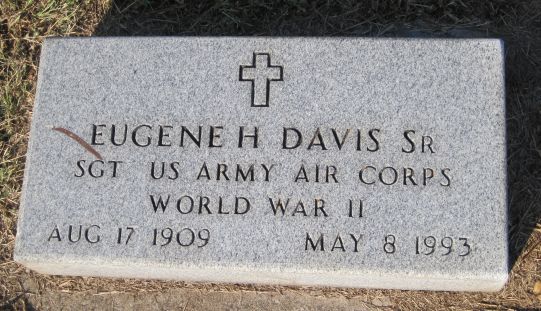 EUGENE H DAVIS SR
SGT US ARMY AIR CORPS
WORLD WAR II
AUG 17 1909 MAY 8 1993